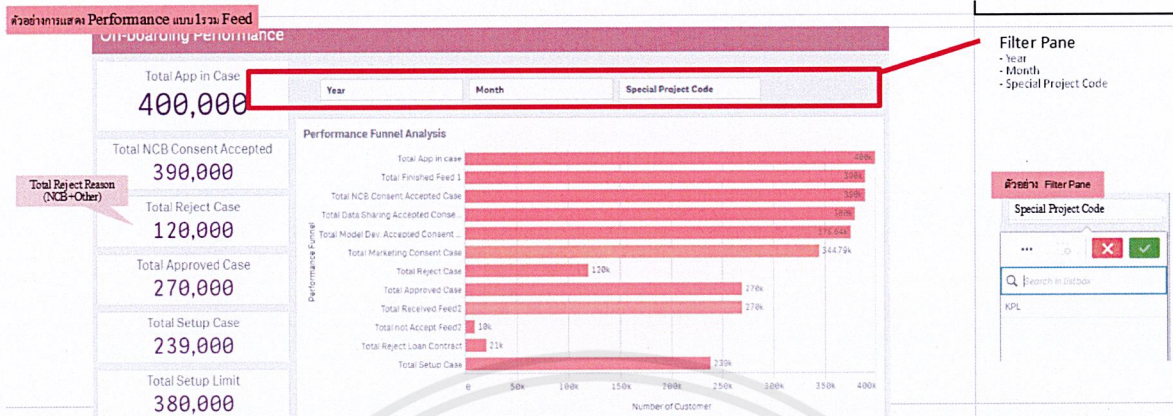 ตัวอย่างการแสดง Performance แบบ 1รวม Feed
On-boarding Performance
Total App in Case
400,000
Total NCB Consent Accepted
390,000
Total Reject Reason
(NCB+Other)
Total Reject Case
120,000
Total Approved Case
270,000
Total Setup Case
239,000
Total Setup Limit
380,000
Year
Month
Special Project Code
Performance Funnel Analysis
Performance Funnel
Total App in case
400k
Total Finished Feed 1
390k
Total NCB Consent Accepted Case
390k
Total Data Sharing Accepted Conse...
380k
Total Model Dev. Accepted Consent ...
376.64k
Total Marketing Consent Case
344.79k
Total Reject Case
120k
Total Approved Case
270k
Total Received Feed2
270k
Total not Accept Feed2
10k
Total Reject Loan Contract
21k
Total Setup Case
239k
0
50k
100k
150k
200k
250k
300k
350k
400k
Number of Customer
Filter Pane
- Year
- Month
- Special Project Code
ตัวอย่าง Filter Pane
Special Project Code
...
Search in listbox
KPL